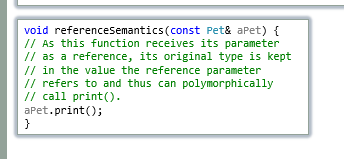 void referenceSemantics(const Pet& aPet) {
// As this function receives its parameter
// as a reference, its original type is kept
// in the value the reference parameter
// refers to and thus can polymorphically
// call print().
aPet.print();
}